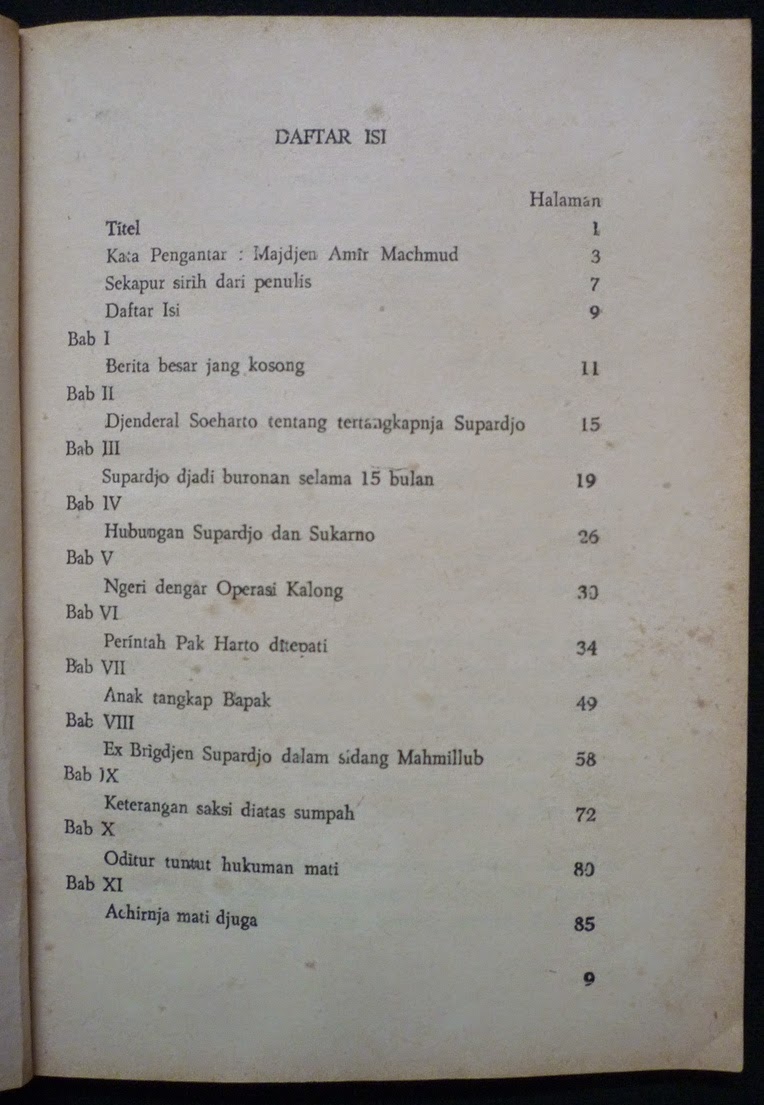 DAFTAR ISI
Halaman
Titel 1
Kata Pengantar : Majdjen Amir Machmud 3
Sekapur sirih dari penulis 7
Daftar Isi 9
Bab I
Berita besar jang kosong 11
Bab II
Djenderal Soeharto tentang tertangkapnja Supardjo 15
Bab III
Supardjo djadi buronan selama 15 bulan 19
Bab IV
Hubungan Supardjo dan Sukarno 26
Bab V
Ngeri dengar Operasi Kalong 30
Bab VI
Perintah Pak Harto ditepati 34
Bab VII
Anak tangkap Bapak 49
Bab VIII
Ex Brigdjen Supardjo dalam sidang Mahmillub 58
Bab IX
Keterangan saksi diatas sumpah 72
Bab X
Oditur tuntut hukuman mati 80
Bab XI
Achirnja mati djuga 85
9